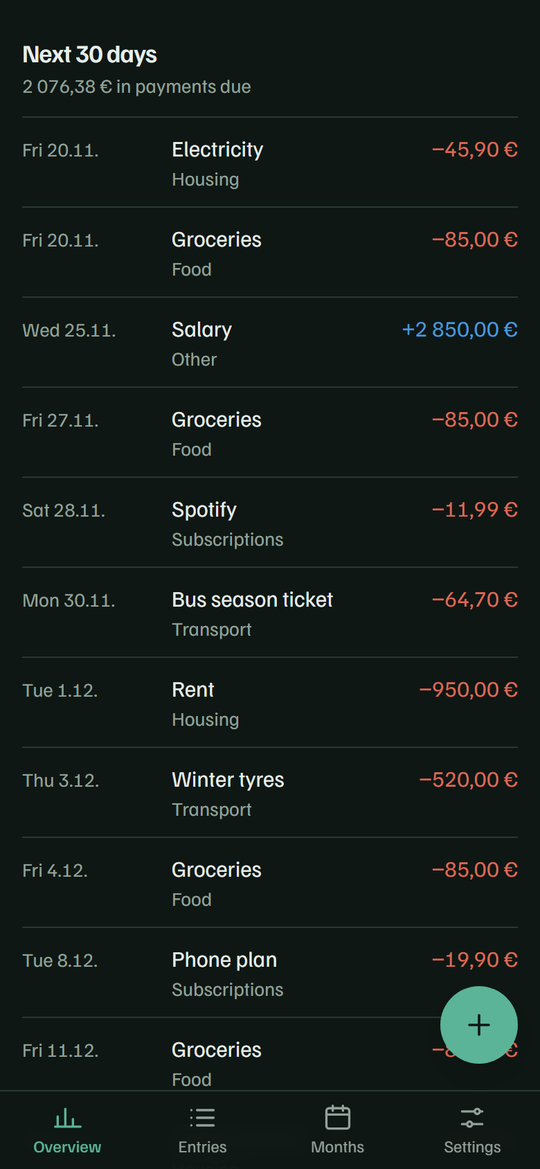 Next 30 days
2 076,38 € in payments due
Fri 20.11. Electricity −45,90 €
Housing
Fri 20.11. Groceries −85,00 €
Food
Wed 25.11. Salary +2 850,00 €
Other
Fri 27.11. Groceries −85,00 €
Food
Sat 28.11. Spotify −11,99 €
Subscriptions
Mon 30.11. Bus season ticket −64,70 €
Transport
Tue 1.12. Rent −950,00 €
Housing
Thu 3.12. Winter tyres −520,00 €
Transport
Fri 4.12. Groceries −85,00 €
Food
Tue 8.12. Phone plan −19,90 €
Subscriptions
Fri 11.12. Groceries
Food
Overview Entries Months Settings